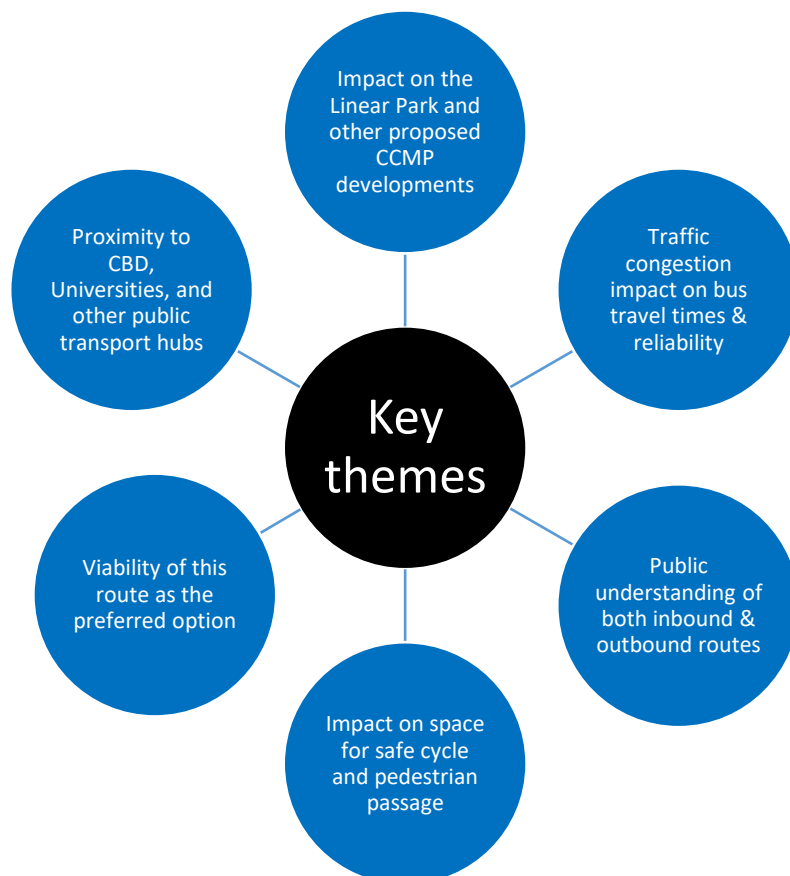 Impact on the
Linear Park and
other proposed
CCMP
developments
Proximity to
CBD,
Universities, and
other public
transport hubs
Traffic
congestion
impact on bus
travel times &
reliability
Key
themes
Viability of this
route as the
preferred option
Public
understanding of
both inbound &
outbound routes
Impact on space
for safe cycle
and pedestrian
passage